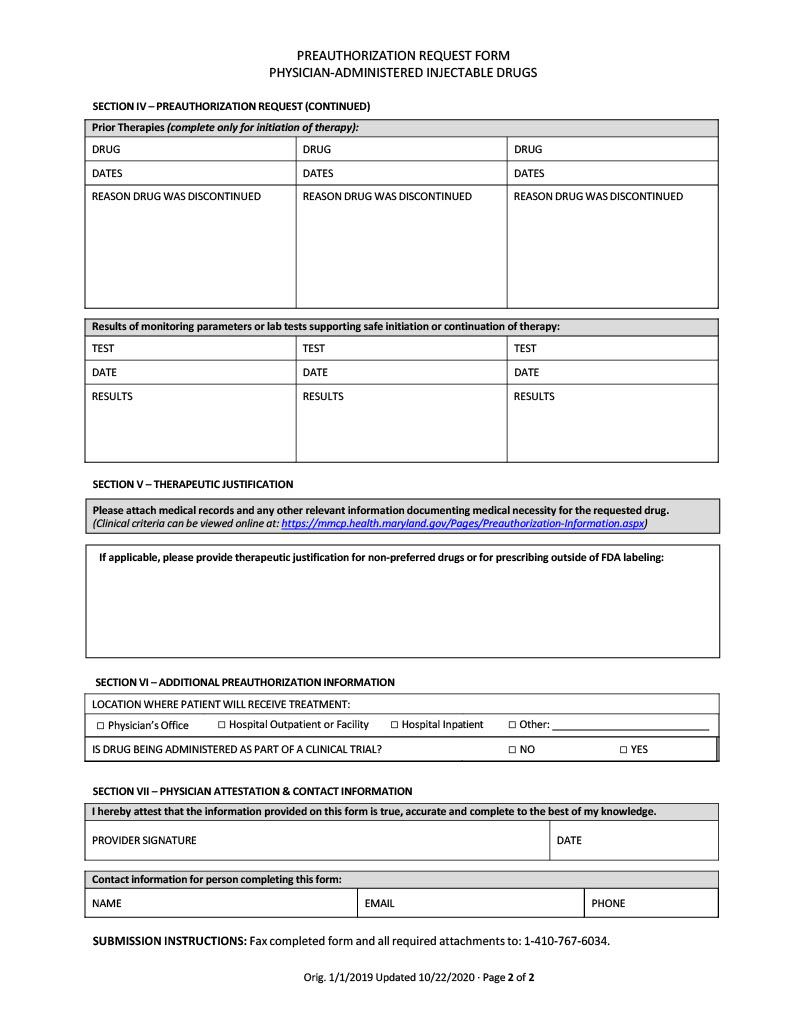 PREAUTHORIZATION REQUEST FORM
PHYSICIAN-ADMINISTERED INJECTABLE DRUGS
SECTION IV – PREAUTHORIZATION REQUEST (CONTINUED)
Prior Therapies (complete only for initiation of therapy):
DRUG DRUG DRUG
DATES DATES DATES
REASON DRUG WAS DISCONTINUED REASON DRUG WAS DISCONTINUED REASON DRUG WAS DISCONTINUED
Results of monitoring parameters or lab tests supporting safe initiation or continuation of therapy:
TEST TEST TEST
DATE DATE DATE
RESULTS RESULTS RESULTS
SECTION V – THERAPEUTIC JUSTIFICATION
Please attach medical records and any other relevant information documenting medical necessity for the requested drug.
(Clinical criteria can be viewed online at: https://mmcp.health.maryland.gov/Pages/Preauthorization-Information.aspx)
If applicable, please provide therapeutic justification for non-preferred drugs or for prescribing outside of FDA labeling:
SECTION VI – ADDITIONAL PREAUTHORIZATION INFORMATION
LOCATION WHERE PATIENT WILL RECEIVE TREATMENT:
☐ Physician’s Office ☐ Hospital Outpatient or Facility ☐ Hospital Inpatient ☐ Other: ____________________________
IS DRUG BEING ADMINISTERED AS PART OF A CLINICAL TRIAL? ☐ NO ☐ YES
SECTION VII – PHYSICIAN ATTESTATION & CONTACT INFORMATION
I hereby attest that the information provided on this form is true, accurate and complete to the best of my knowledge.
PROVIDER SIGNATURE DATE
Contact information for person completing this form:
NAME EMAIL PHONE
SUBMISSION INSTRUCTIONS: Fax completed form and all required attachments to: 1-410-767-6034.
Orig. 1/1/2019 Updated 10/22/2020 · Page 2 of 2